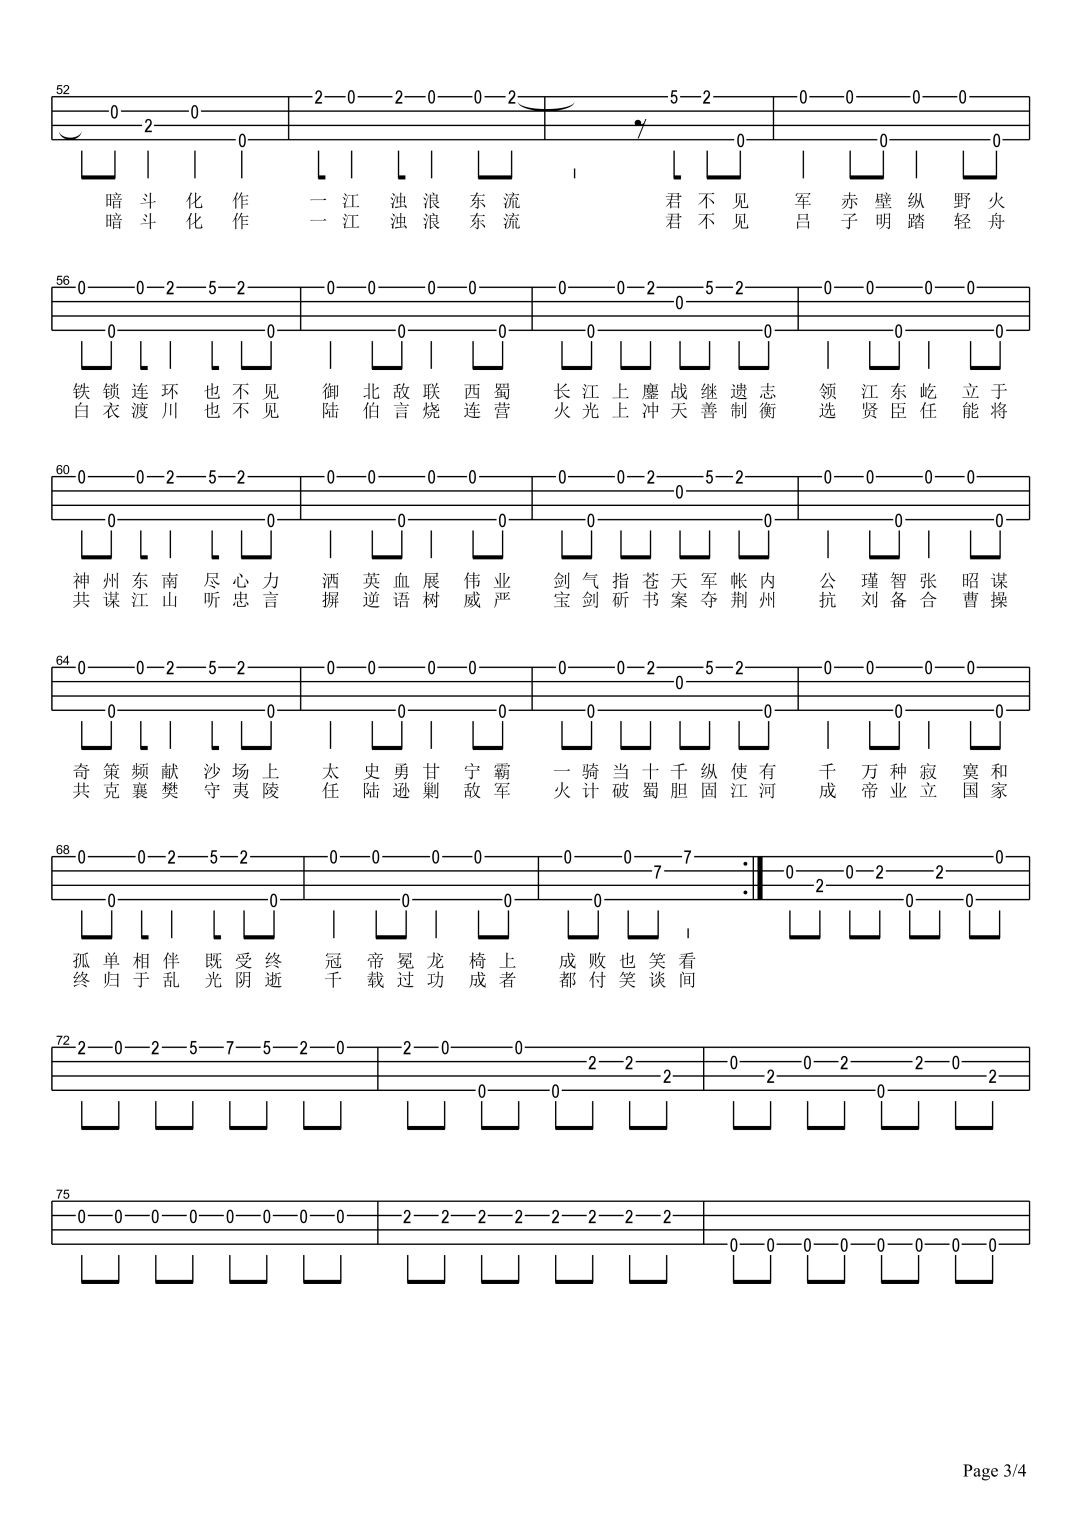 52
0 2 0 0 2 0 2 0 0 2 5 2 0 0 0 0 0 0 0
暗 斗 化 作 一 江 浊 浪 东 流 君 不 见 军 赤 壁 纵 野 火
暗 斗 化 作 一 江 浊 浪 东 流 君 不 见 吕 子 明 踏 轻 舟
56
0 0 0 2 5 2 0 0 0 0 0 0 0 0 0 0 2 0 5 2 0 0 0 0 0 0 0
铁 锁 连 环 也 不 见 御 北 敌 联 西 蜀 长 江 上 鏖 战 继 遗 志 领 江 东 屹 立 于
白 衣 渡 川 也 不 见 陆 伯 言 烧 连 营 火 光 上 冲 天 善 制 衡 选 贤 臣 任 能 将
60
0 0 0 2 5 2 0 0 0 0 0 0 0 0 0 0 2 0 5 2 0 0 0 0 0 0 0
神 州 东 南 尽 心 力 洒 英 血 展 伟 业 剑 气 指 苍 天 军 帐 内 公 瑾 智 张 昭 谋
共 谋 江 山 听 忠 言 摒 逆 语 树 威 严 宝 剑 斫 书 案 夺 荆 州 抗 刘 备 合 曹 操
64
0 0 0 2 5 2 0 0 0 0 0 0 0 0 0 0 2 0 5 2 0 0 0 0 0 0 0
奇 策 频 献 沙 场 上 太 史 勇 甘 宁 霸 一 骑 当 十 千 纵 使 有 千 万 种 寂 寞 和
共 克 襄 樊 守 夷 陵 任 陆 逊 剿 敌 军 火 计 破 蜀 胆 固 江 河 成 帝 业 立 国 家
68
0 0 0 2 5 2 0 0 0 0 0 0 0 0 0 0 7 7 0 2 0 2 0 2 0 0
孤 单 相 伴 既 受 终 冠 帝 冕 龙 椅 上 成 败 也 笑 看
终 归 于 乱 光 阴 逝 千 载 过 功 成 者 都 付 笑 谈 间
72
2 0 2 5 7 5 2 0 2 0 0 0 0 2 2 2 0 2 0 2 0 2 0 2
75
0 0 0 0 0 0 0 0 2 2 2 2 2 2 2 2 0 0 0 0 0 0 0 0
Page 3/4